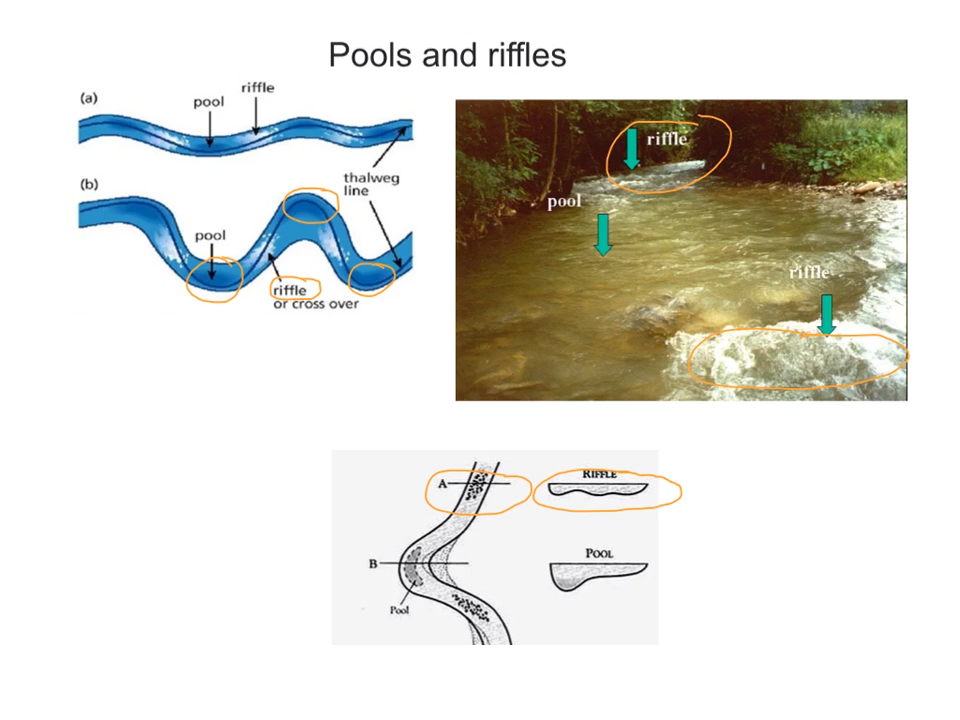 Pools and riffles
(a)
riffle
pool
thalweg
line
(b)
pool
riffle
or cross over
riffle
pool
riffle
A
RIFFLE
B
POOL
Pool